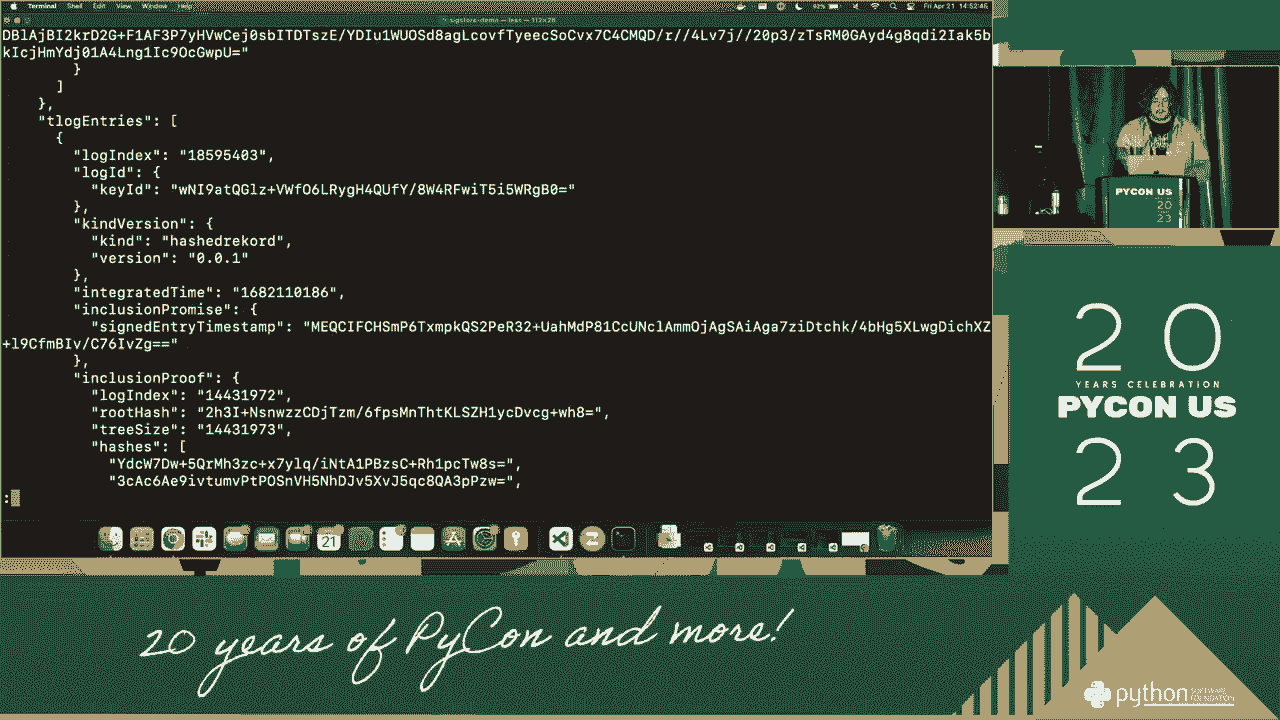 Terminal Shell Edit View Window Help
Fri Apr 21 14:52:45
sigstore-demo — less — 112×28
DBlAjBI2krD2G+F1AF3P7yHVwCej0sbITDTszE/YDIu1WUOSd8agLcovfTyeecSoCvx7C4CMQD/r//4Lv7j//20p3/zTsRM0GAyd4g8qdi2Iak5b
kIcjHmYdj01A4Lng1Ic9OcGwpU="
}
]
},
"tlogEntries": [
{
"logIndex": "18595403",
"logId": {
"keyId": "wNI9atQGlz+VWfO6LRygH4QUfY/8W4RFwiT5i5WRgB0="
},
"kindVersion": {
"kind": "hashedrekord",
"version": "0.0.1"
},
"integratedTime": "1682110186",
"inclusionPromise": {
"signedEntryTimestamp": "MEQCIFCHSmP6TxmpkQS2PeR32+UahMdP81CcUNclAmmOjAgSAiAga7ziDtchk/4bHg5XLwgDichXZ
+l9CfmBIv/C76IvZg=="
},
"inclusionProof": {
"logIndex": "14431972",
"rootHash": "2h3I+NsnwzzCDjTzm/6fpsMnThtKLSZH1ycDvcg+wh8=",
"treeSize": "14431973",
"hashes": [
"YdcW7Dw+5QrMh3zc+x7ylq/iNtA1PBzsC+Rh1pcTw8s=",
"3cAc6Ae9ivtumvPtPOSnVH5NhDJv5XvJ5qc8QA3pPzw=",
:
21
PYCON US
20
23
20
YEARS CELEBRATION
PYCON US
23
20 years of PyCon and more!
python
SOFTWARE
FOUNDATION